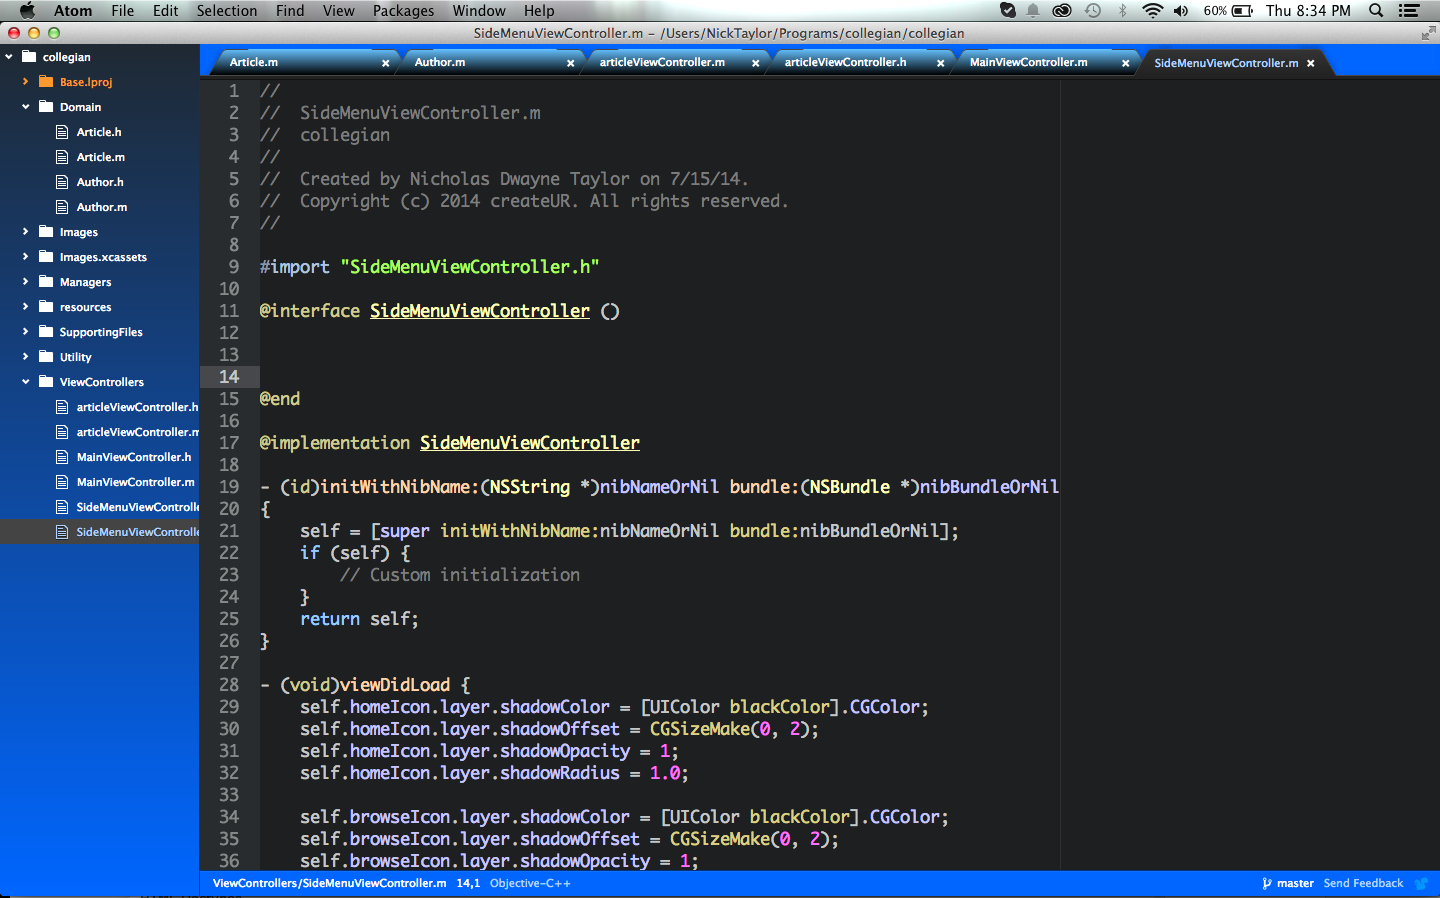 Atom File Edit Selection Find View Packages Window Help 60% Thu 8:34 PM
SideMenuViewController.m - /Users/NickTaylor/Programs/collegian/collegian
collegian
Base.lproj
Domain
Article.h
Article.m
Author.h
Author.m
Images
Images.xcassets
Managers
resources
SupportingFiles
Utility
ViewControllers
articleViewController.h
articleViewController.m
MainViewController.h
MainViewController.m
SideMenuViewControlle
SideMenuViewControlle
Article.m × Author.m × articleViewController.m × articleViewController.h × MainViewController.m × SideMenuViewController.m ×
1 //
2 //  SideMenuViewController.m
3 //  collegian
4 //
5 //  Created by Nicholas Dwayne Taylor on 7/15/14.
6 //  Copyright (c) 2014 createUR. All rights reserved.
7 //
8
9 #import "SideMenuViewController.h"
10
11 @interface SideMenuViewController ()
12
13
14
15 @end
16
17 @implementation SideMenuViewController
18
19 - (id)initWithNibName:(NSString *)nibNameOrNil bundle:(NSBundle *)nibBundleOrNil
20 {
21     self = [super initWithNibName:nibNameOrNil bundle:nibBundleOrNil];
22     if (self) {
23         // Custom initialization
24     }
25     return self;
26 }
27
28 - (void)viewDidLoad {
29     self.homeIcon.layer.shadowColor = [UIColor blackColor].CGColor;
30     self.homeIcon.layer.shadowOffset = CGSizeMake(0, 2);
31     self.homeIcon.layer.shadowOpacity = 1;
32     self.homeIcon.layer.shadowRadius = 1.0;
33
34     self.browseIcon.layer.shadowColor = [UIColor blackColor].CGColor;
35     self.browseIcon.layer.shadowOffset = CGSizeMake(0, 2);
36     self.browseIcon.layer.shadowOpacity = 1;
ViewControllers/SideMenuViewController.m 14,1 Objective-C++ master Send Feedback